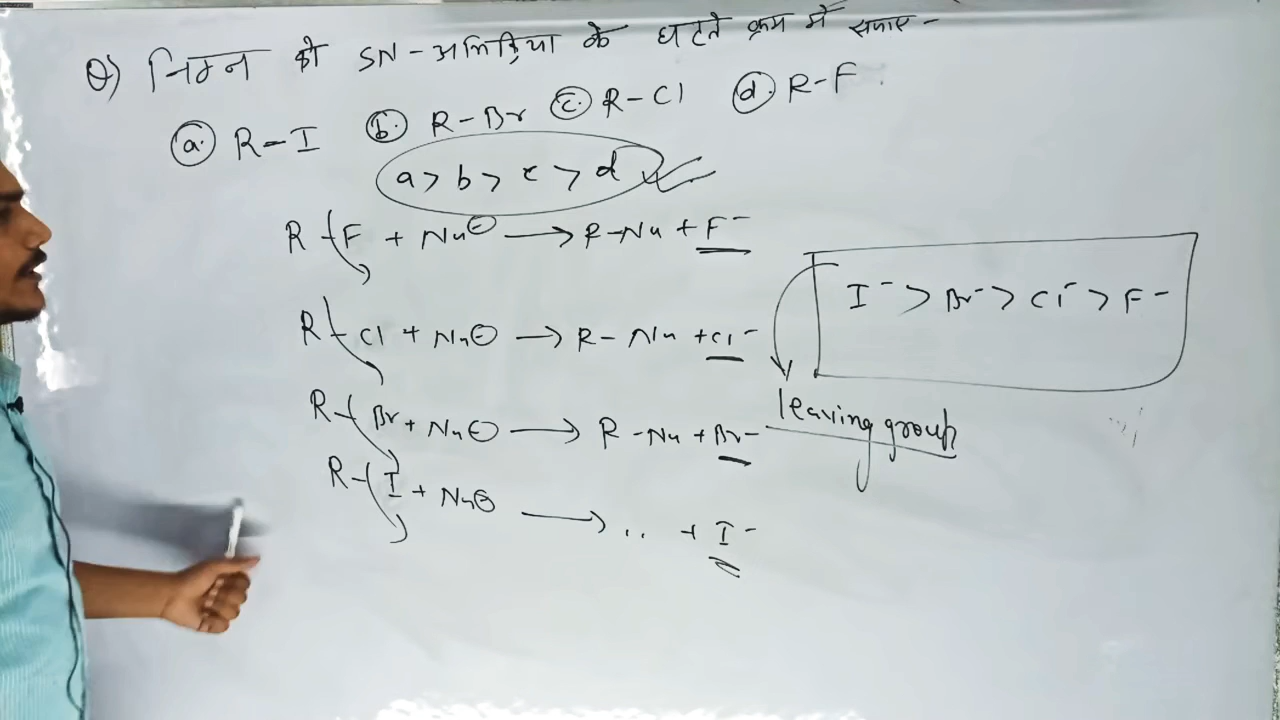 Q) निम्न को SN-अभिक्रिया के घटते क्रम में सजाए -
(a.) R-I (b.) R-Br (c.) R-Cl (d.) R-F
a > b > c > d
R-F + Nu⊖ → R-Nu + F⁻
R-Cl + Nu⊖ → R-Nu + Cl⁻
R-Br + Nu⊖ → R-Nu + Br⁻
R-I + Nu⊖ → .. + I⁻
I⁻ > Br⁻ > Cl⁻ > F⁻
leaving group